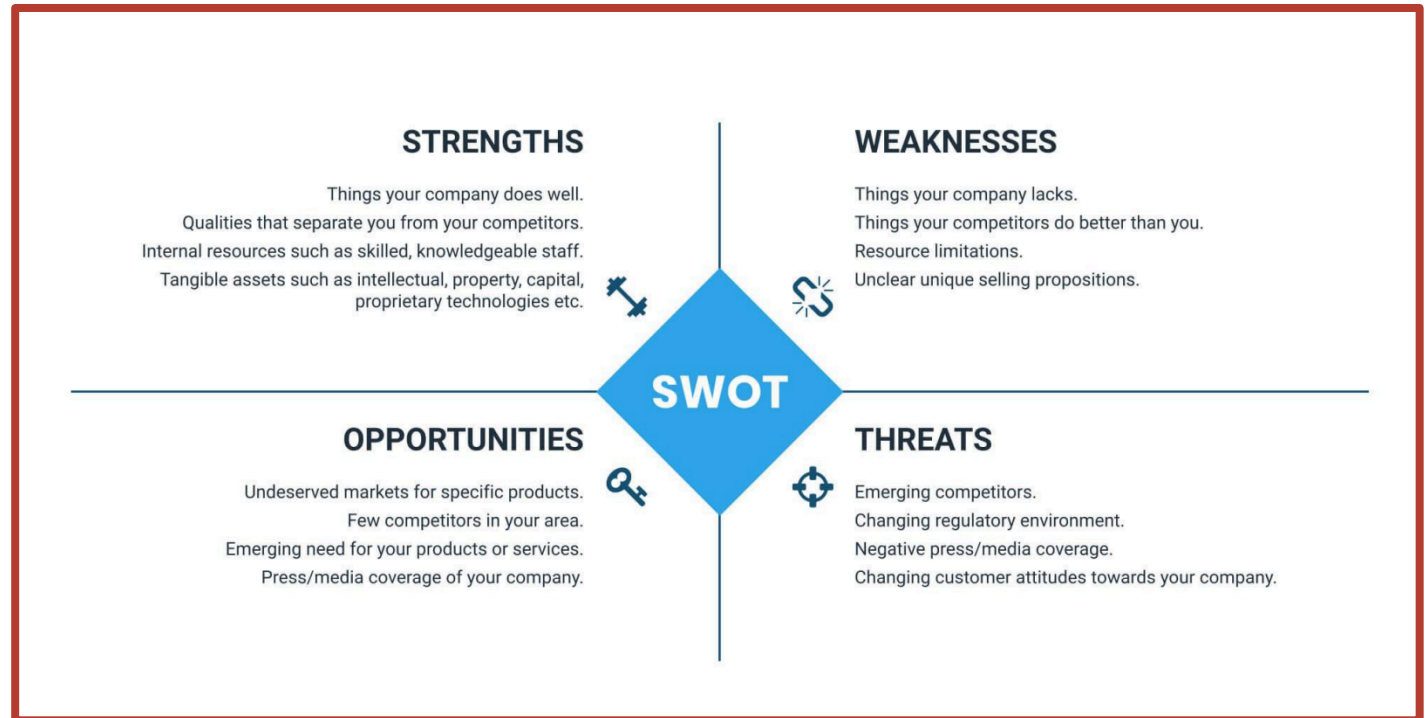 STRENGTHS
Things your company does well.
Qualities that separate you from your competitors.
Internal resources such as skilled, knowledgeable staff.
Tangible assets such as intellectual, property, capital,
proprietary technologies etc.
WEAKNESSES
Things your company lacks.
Things your competitors do better than you.
Resource limitations.
Unclear unique selling propositions.
SWOT
OPPORTUNITIES
Undeserved markets for specific products.
Few competitors in your area.
Emerging need for your products or services.
Press/media coverage of your company.
THREATS
Emerging competitors.
Changing regulatory environment.
Negative press/media coverage.
Changing customer attitudes towards your company.